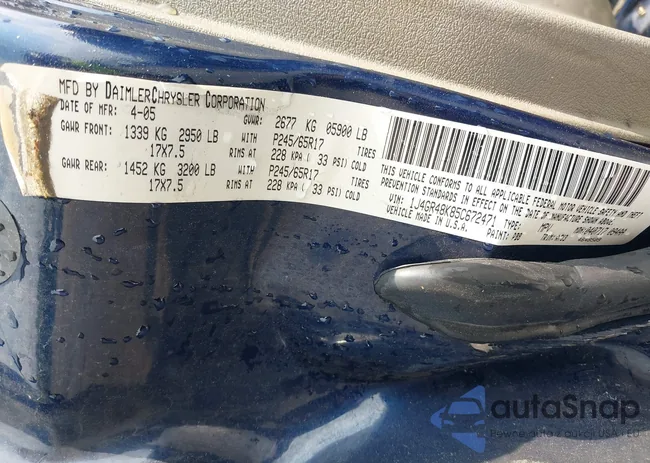 MFD BY DAIMLERCHRYSLER CORPORATION
DATE OF MFR: 4-05 GVWR: 2677 KG 05900 LB
GAWR FRONT: 1339 KG 2950 LB WITH P245/65R17 TIRES
17X7.5 RIMS AT 228 KPA ( 33 PSI) COLD
GAWR REAR: 1452 KG 3200 LB WITH P245/65R17 TIRES
17X7.5 RIMS AT 228 KPA ( 33 PSI) COLD
THIS VEHICLE CONFORMS TO ALL APPLICABLE FEDERAL MOTOR VEHICLE SAFETY AND THEFT
PREVENTION STANDARDS IN EFFECT ON THE DATE OF MANUFACTURE SHOWN ABOVE
VIN: 1J4GR48K85C672471 TYPE: MPV
VEHICLE MADE IN U.S.A. PAINT: PBB
autaSnap